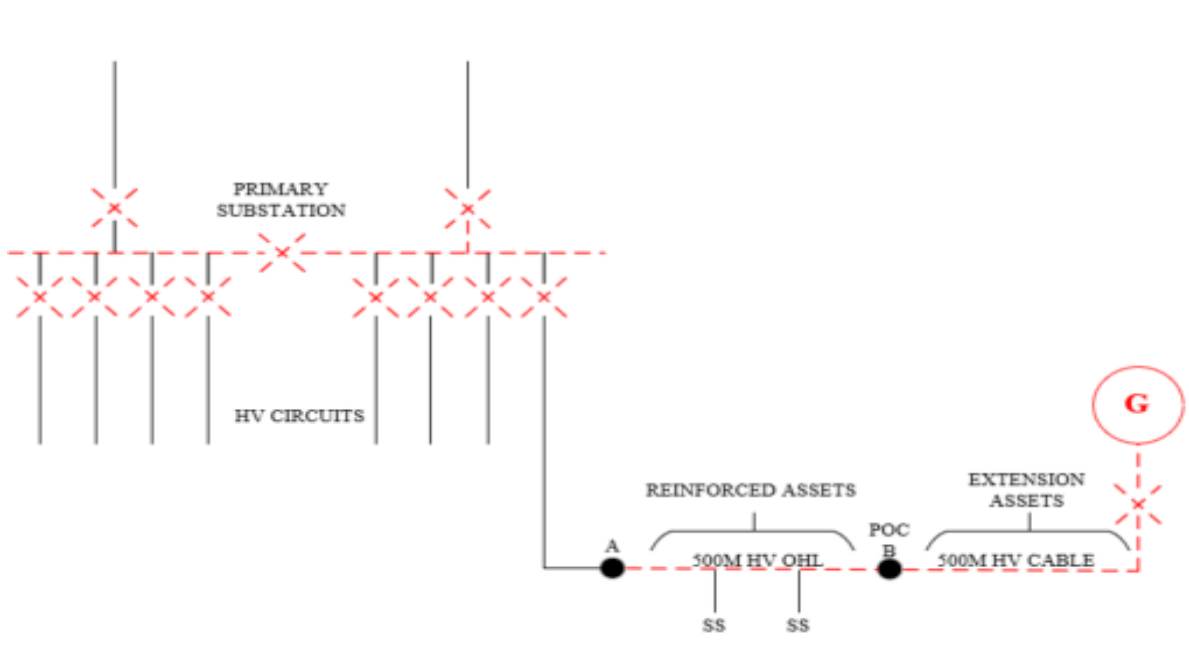 PRIMARY
SUBSTATION
HV CIRCUITS
G
REINFORCED ASSETS
EXTENSION
ASSETS
A
500M HV OHL
POC
B
500M HV CABLE
SS
SS